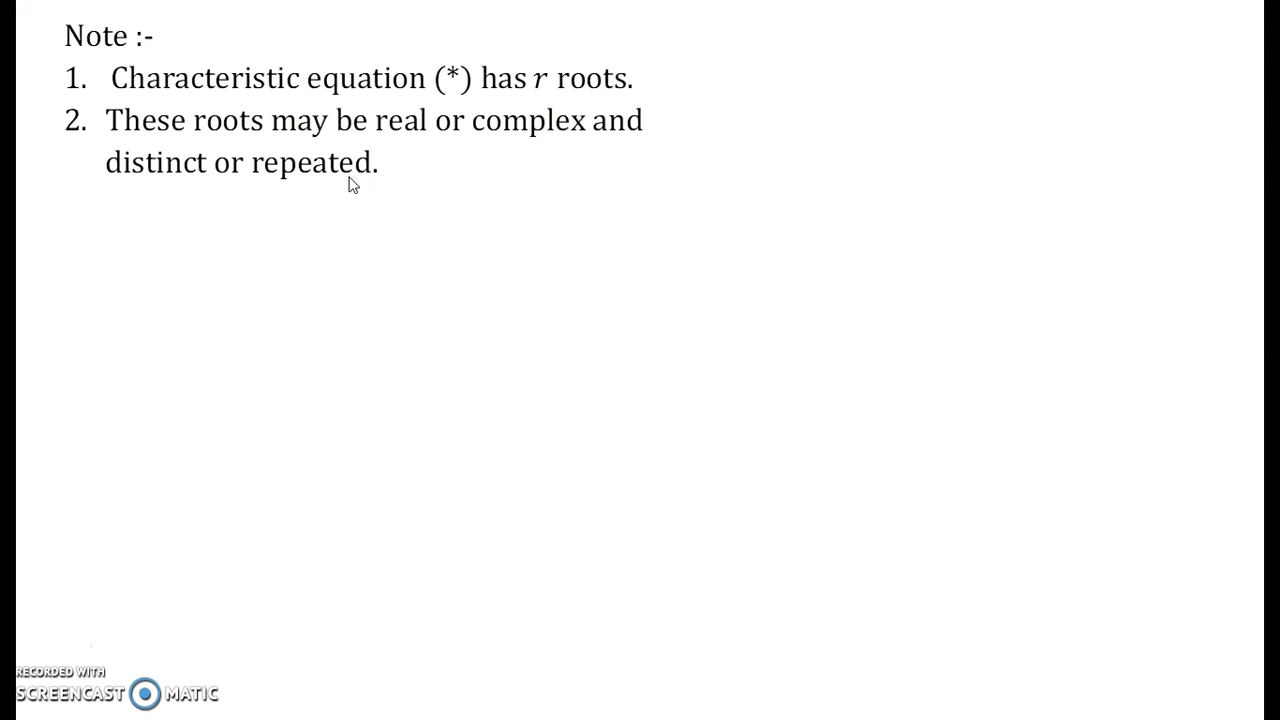 Note :-
1. Characteristic equation (*) has r roots.
2. These roots may be real or complex and
distinct or repeated.
RECORDED WITH
SCREENCAST MATIC